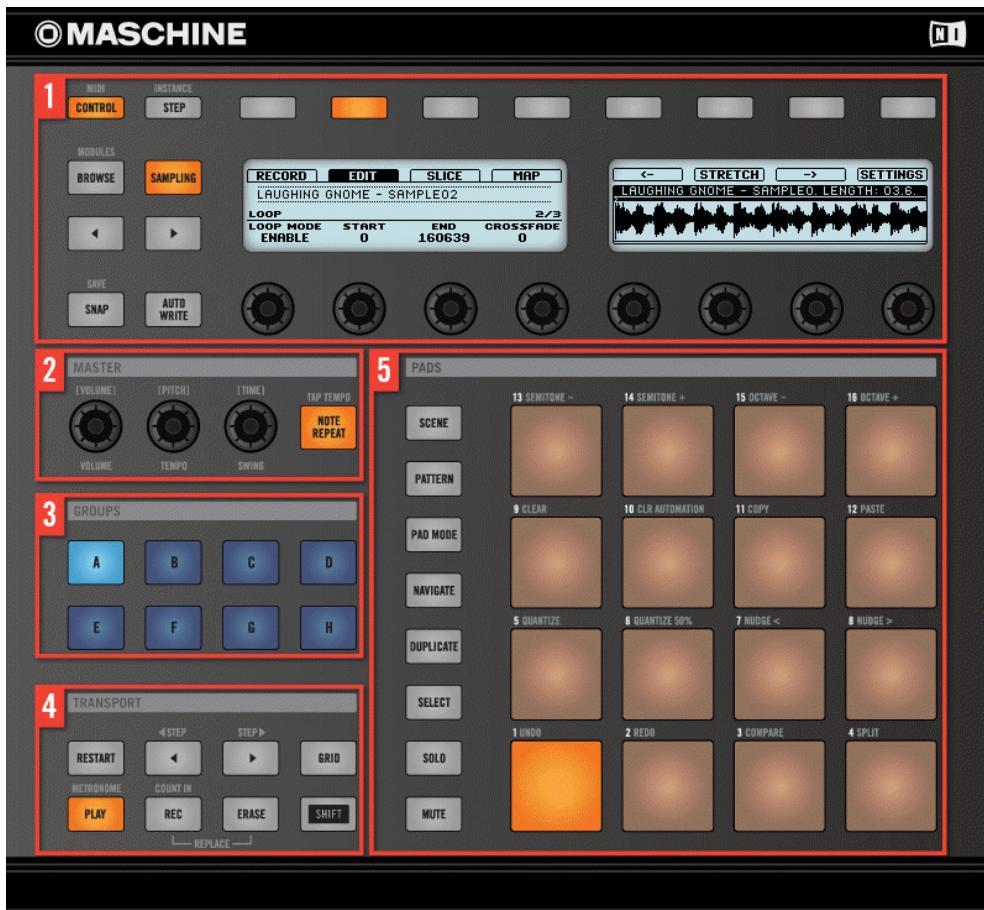 MASCHINE
NI
1
MIDI INSTANCE
CONTROL STEP
MODULES
BROWSE SAMPLING
RECORD EDIT SLICE MAP
LAUGHING GNOME - SAMPLE02
LOOP 2/3
LOOP MODE START END CROSSFADE
ENABLE 0 160639 0
<- STRETCH -> SETTINGS
LAUGHING GNOME - SAMPLE0. LENGTH: 03.6.
SAVE
SNAP AUTO WRITE
2
MASTER
[VOLUME] [PITCH] [TIME] TAP TEMPO
NOTE REPEAT
VOLUME TEMPO SWING
3
GROUPS
A B C D
E F G H
4
TRANSPORT
STEP STEP
RESTART GRID
METRONOME COUNT IN
PLAY REC ERASE SHIFT
REPLACE
5
PADS
SCENE
PATTERN
PAD MODE
NAVIGATE
DUPLICATE
SELECT
SOLO
MUTE
13 SEMITONE - 14 SEMITONE + 15 OCTAVE - 16 OCTAVE +
9 CLEAR 10 CLR AUTOMATION 11 COPY 12 PASTE
5 QUANTIZE 6 QUANTIZE 50% 7 NUDGE < 8 NUDGE >
1 UNDO 2 REDO 3 COMPARE 4 SPLIT